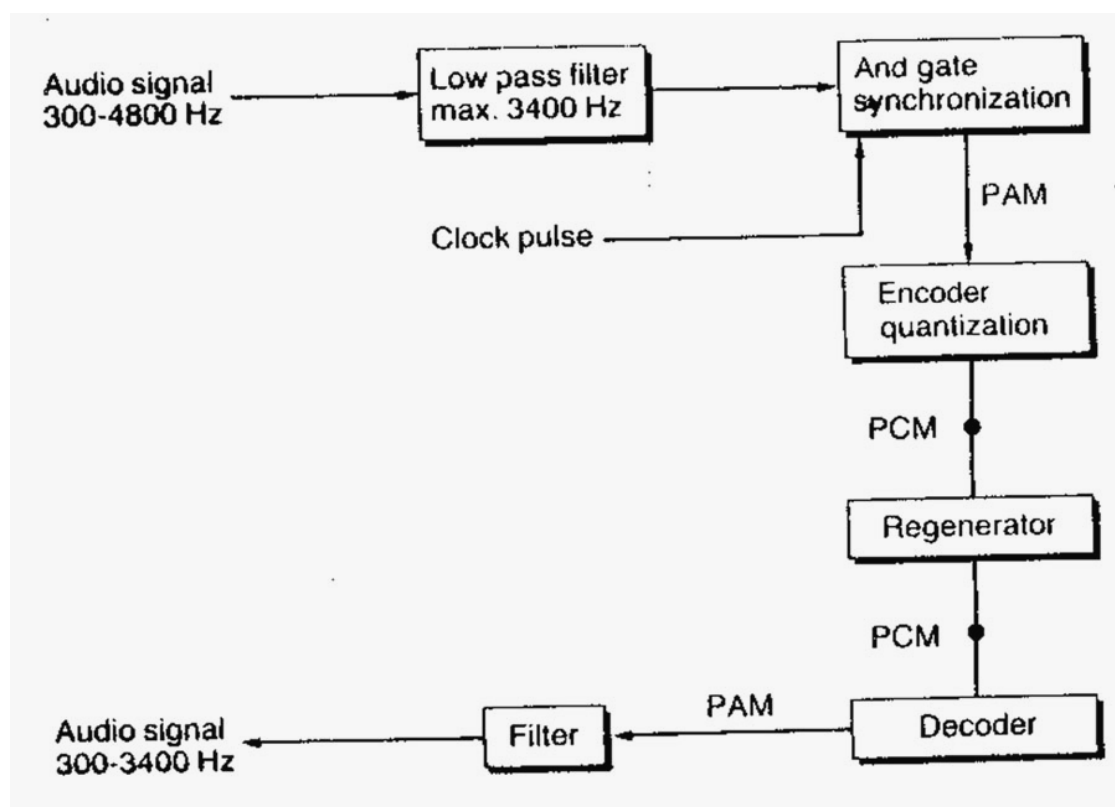 Audio signal
300-4800 Hz
Low pass filter
max. 3400 Hz
And gate
synchronization
Clock pulse
PAM
Encoder
quantization
PCM
Regenerator
PCM
Decoder
PAM
Filter
Audio signal
300-3400 Hz